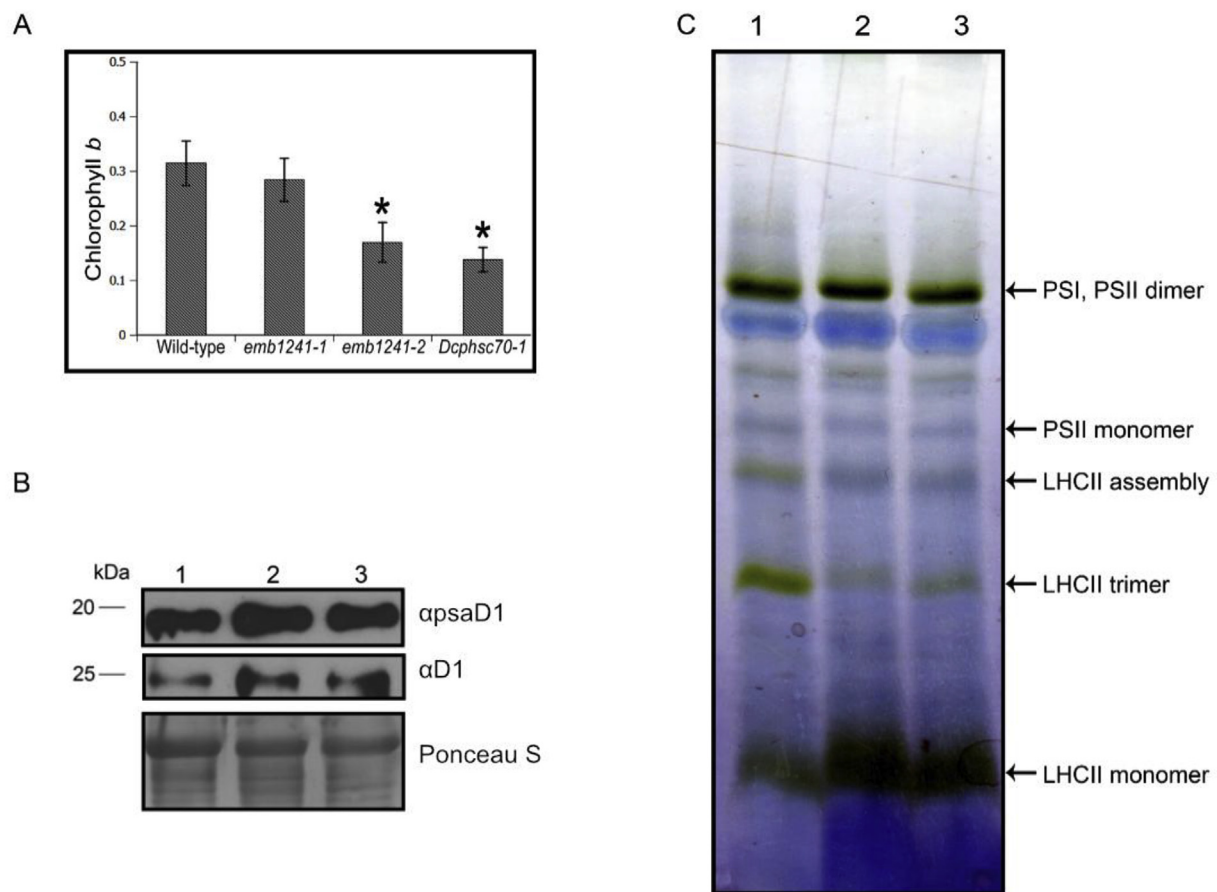 A
Chlorophyll b
0.5
0.4
0.3
0.2
0.1
0
*
*
Wild-type emb1241-1 emb1241-2 Dcphsc70-1
B
kDa 1 2 3
20
αpsaD1
25
αD1
Ponceau S
C 1 2 3
PSI, PSII dimer
PSII monomer
LHCII assembly
LHCII trimer
LHCII monomer